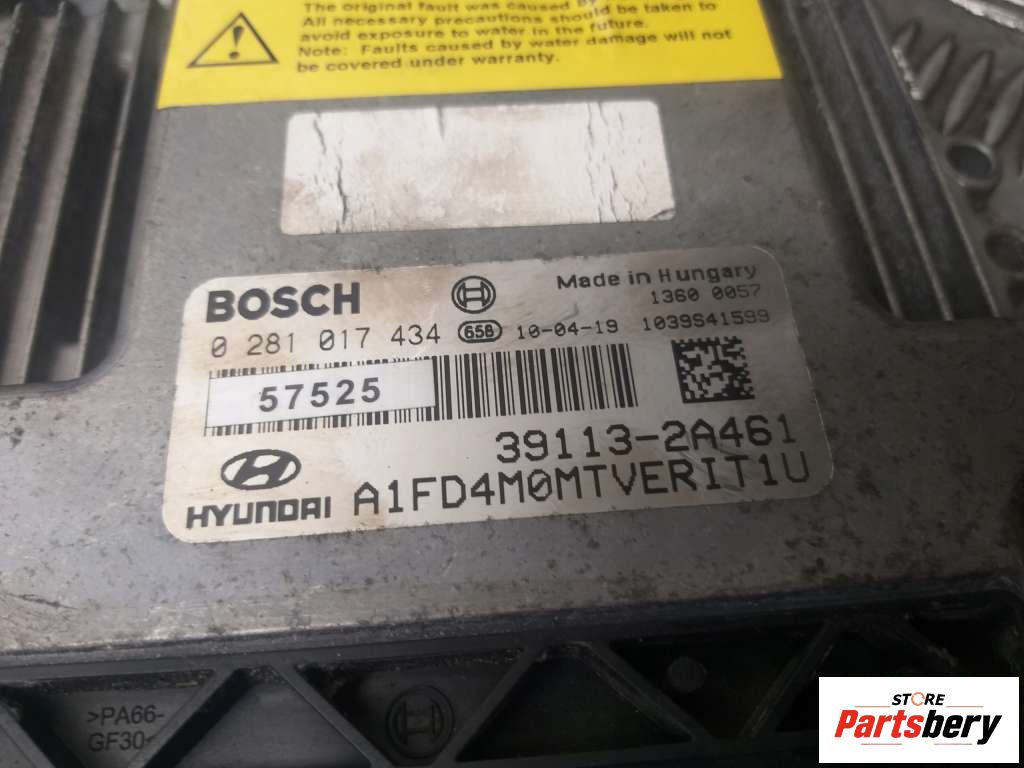 The original fault was caused by
All necessary precautions should be taken to
avoid exposure to water in the future.
Note: Faults caused by water damage will not
be covered under warranty.
BOSCH
Made in Hungary
1360 0057
0 281 017 434 658 10-04-19 1039S41599
57525
39113-2A461
HYUNDAI A1FD4M0MTVERIT1U
>PA66-
GF30<
STORE
Partsbery